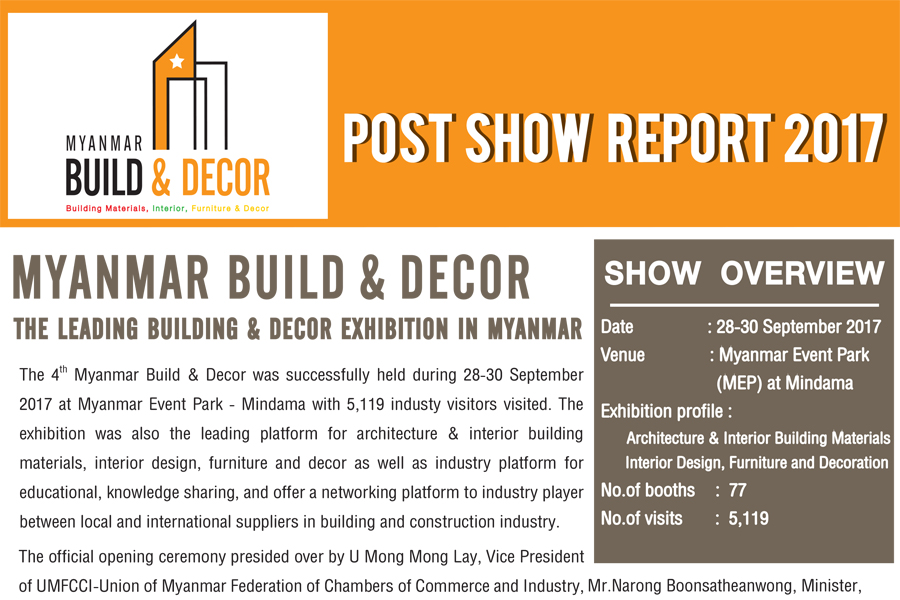 MYANMAR
BUILD & DECOR
Building Materials, Interior, Furniture & Decor
POST SHOW REPORT 2017
MYANMAR BUILD & DECOR
THE LEADING BUILDING & DECOR EXHIBITION IN MYANMAR
The 4th Myanmar Build & Decor was successfully held during 28-30 September
2017 at Myanmar Event Park - Mindama with 5,119 industy visitors visited. The
exhibition was also the leading platform for architecture & interior building
materials, interior design, furniture and decor as well as industry platform for
educational, knowledge sharing, and offer a networking platform to industry player
between local and international suppliers in building and construction industry.
The official opening ceremony presided over by U Mong Mong Lay, Vice President
of UMFCCI-Union of Myanmar Federation of Chambers of Commerce and Industry, Mr.Narong Boonsatheanwong, Minister,
SHOW OVERVIEW
Date : 28-30 September 2017
Venue : Myanmar Event Park
(MEP) at Mindama
Exhibition profile :
Architecture & Interior Building Materials
Interior Design, Furniture and Decoration
No.of booths : 77
No.of visits : 5,119